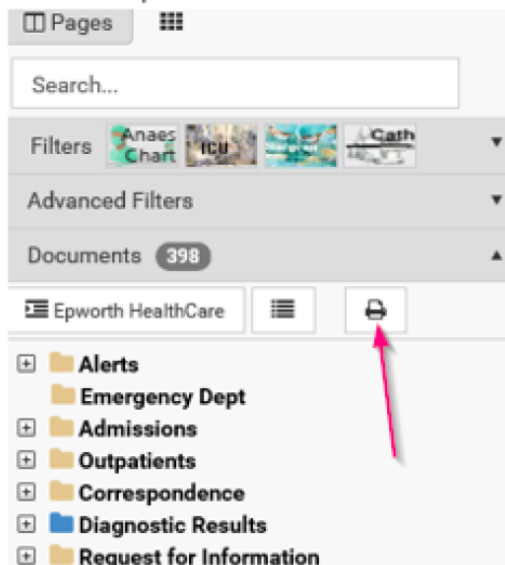 Pages
Search...
Filters Anaes Chart ICU Cath
Advanced Filters
Documents 398
Epworth HealthCare
Alerts
Emergency Dept
Admissions
Outpatients
Correspondence
Diagnostic Results
Request for Information